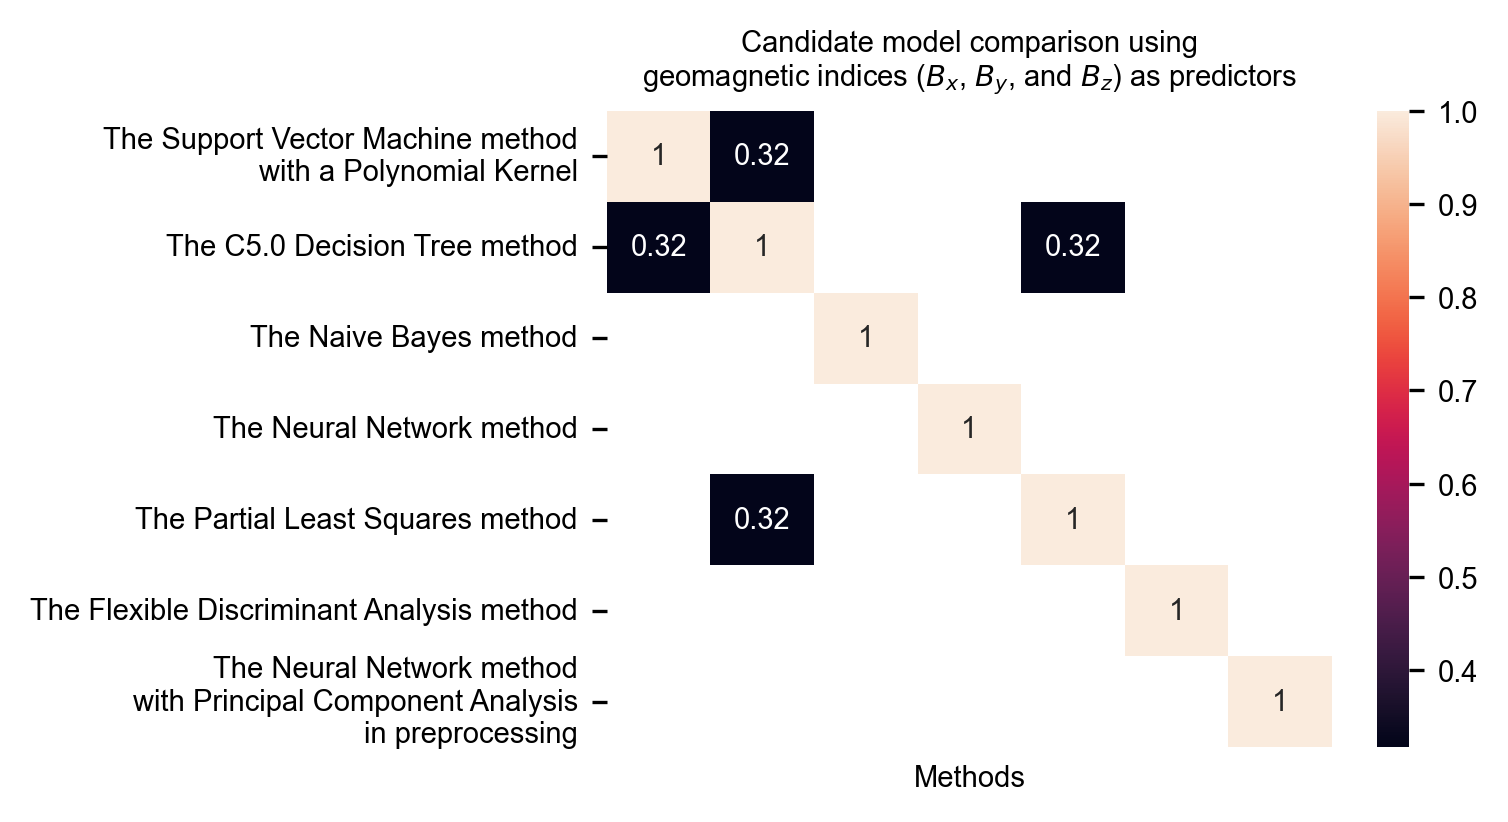 Candidate model comparison using
geomagnetic indices (Bx, By, and Bz) as predictors
The Support Vector Machine method
with a Polynomial Kernel
1 0.32
The C5.0 Decision Tree method
0.32 1 0.32
The Naive Bayes method
1
The Neural Network method
1
The Partial Least Squares method
0.32 1
The Flexible Discriminant Analysis method
1
The Neural Network method
with Principal Component Analysis
in preprocessing
1
Methods
1.0
0.9
0.8
0.7
0.6
0.5
0.4